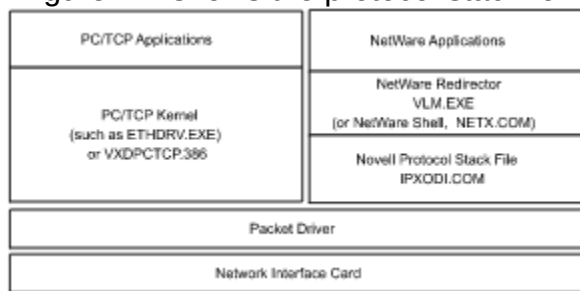 PC/TCP Applications
NetWare Applications
PC/TCP Kernel
(such as ETHDRV.EXE)
or VXDPCTCP.386
NetWare Redirector
VLM.EXE
(or NetWare Shell, NETX.COM)
Novell Protocol Stack File
IPXODI.COM
Packet Driver
Network Interface Card